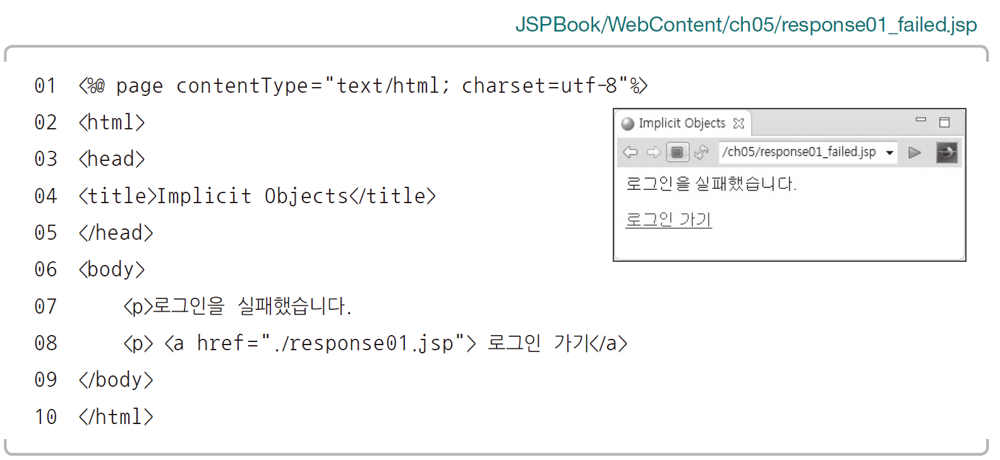 JSPBook/WebContent/ch05/response01_failed.jsp
01 <%@ page contentType="text/html; charset=utf-8"%>
02 <html>
03 <head>
04 <title>Implicit Objects</title>
05 </head>
06 <body>
07     <p>로그인을 실패했습니다.
08     <p> <a href="./response01.jsp"> 로그인 가기</a>
09 </body>
10 </html>
Implicit Objects
/ch05/response01_failed.jsp
로그인을 실패했습니다.
로그인 가기